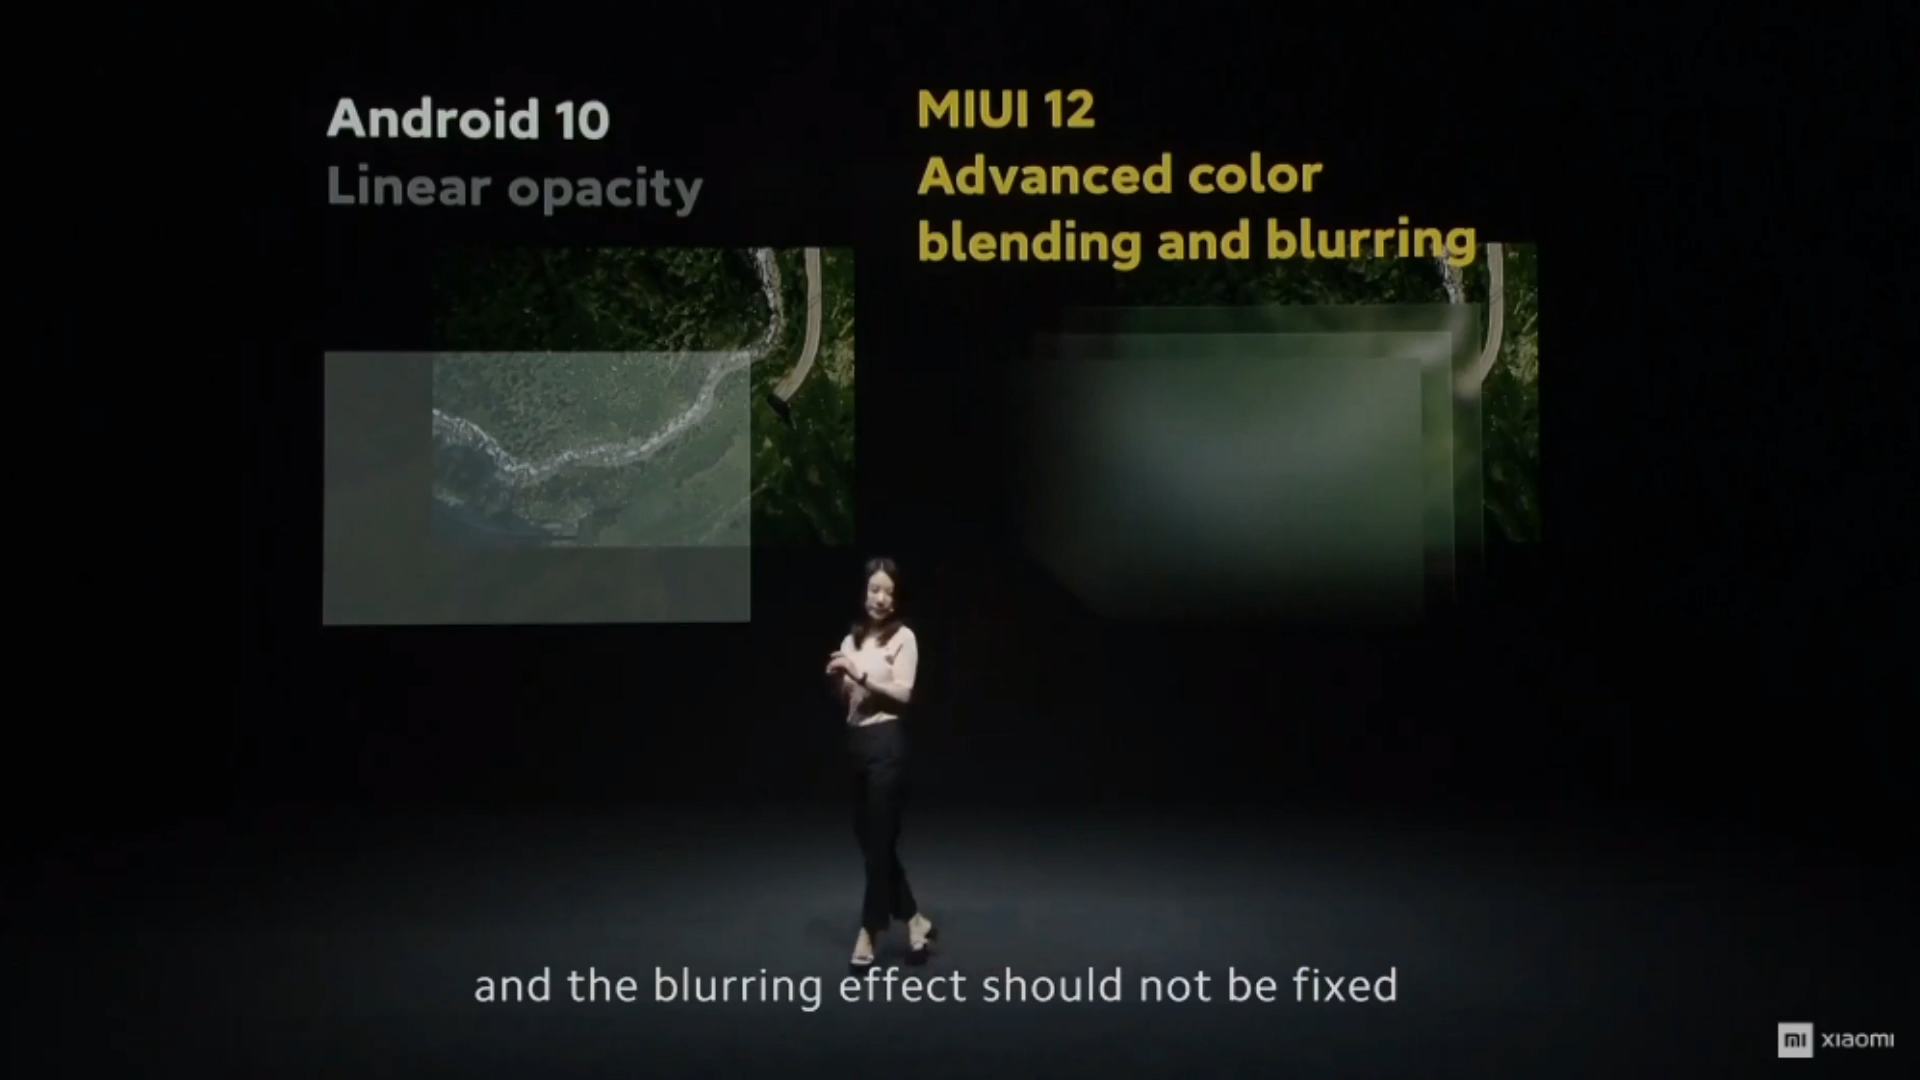 Android 10
Linear opacity
MIUI 12
Advanced color
blending and blurring
and the blurring effect should not be fixed
mi xiaomi